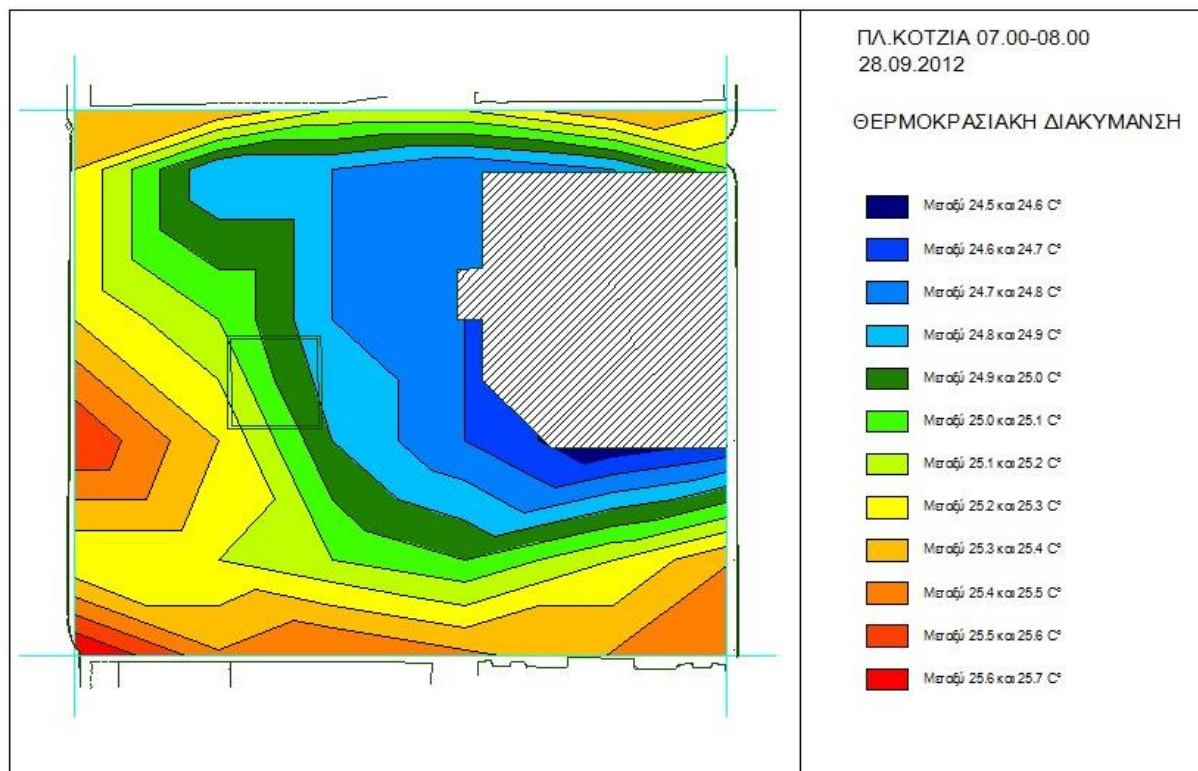 ΠΛ.ΚΟΤΖΙΑ 07.00-08.00
28.09.2012
ΘΕΡΜΟΚΡΑΣΙΑΚΗ ΔΙΑΚΥΜΑΝΣΗ
Μεταξύ 24.5 και 24.6 C°
Μεταξύ 24.6 και 24.7 C°
Μεταξύ 24.7 και 24.8 C°
Μεταξύ 24.8 και 24.9 C°
Μεταξύ 24.9 και 25.0 C°
Μεταξύ 25.0 και 25.1 C°
Μεταξύ 25.1 και 25.2 C°
Μεταξύ 25.2 και 25.3 C°
Μεταξύ 25.3 και 25.4 C°
Μεταξύ 25.4 και 25.5 C°
Μεταξύ 25.5 και 25.6 C°
Μεταξύ 25.6 και 25.7 C°